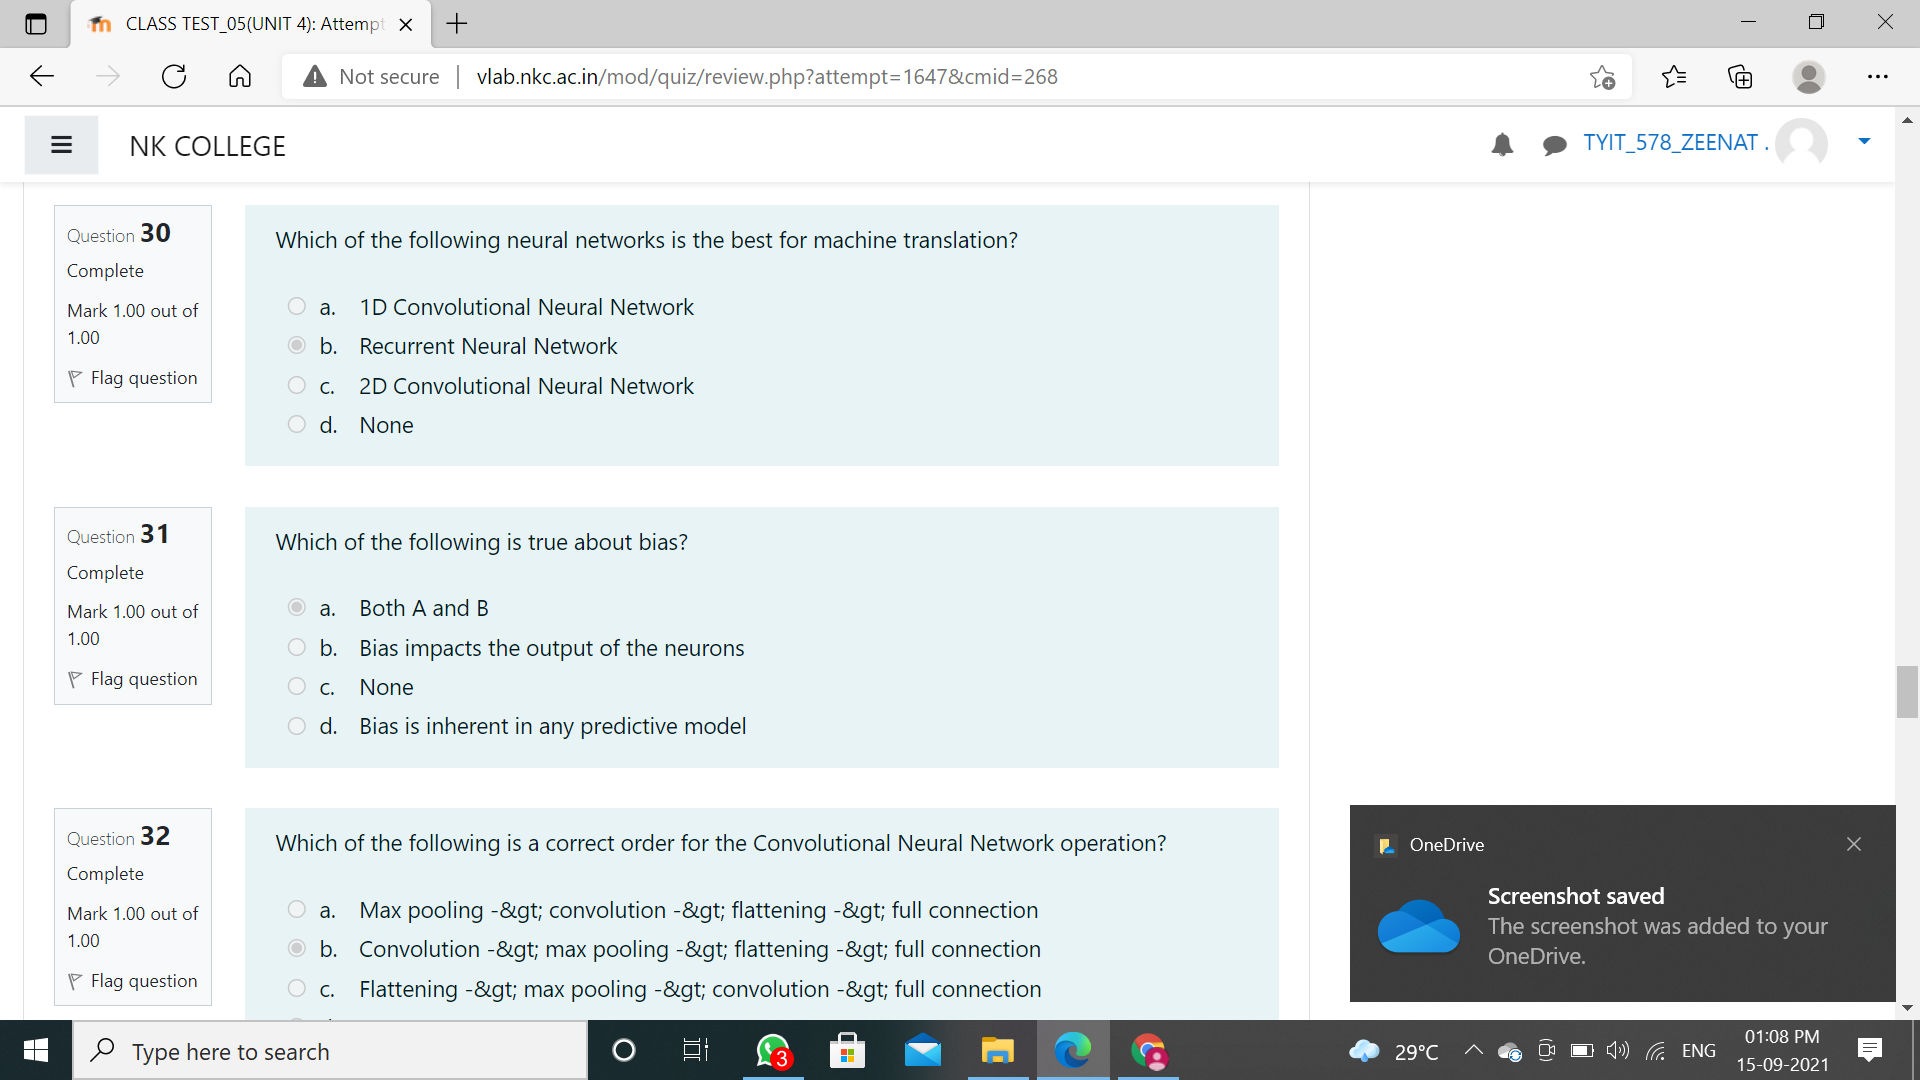 CLASS TEST_05(UNIT 4): Attempt
Not secure
vlab.nkc.ac.in/mod/quiz/review.php?attempt=1647&cmid=268
NK COLLEGE
TYIT_578_ZEENAT .
Question 30
Complete
Mark 1.00 out of
1.00
Flag question
Which of the following neural networks is the best for machine translation?
a. 1D Convolutional Neural Network
b. Recurrent Neural Network
c. 2D Convolutional Neural Network
d. None
Question 31
Complete
Mark 1.00 out of
1.00
Flag question
Which of the following is true about bias?
a. Both A and B
b. Bias impacts the output of the neurons
c. None
d. Bias is inherent in any predictive model
Question 32
Complete
Mark 1.00 out of
1.00
Flag question
Which of the following is a correct order for the Convolutional Neural Network operation?
a. Max pooling -&gt; convolution -&gt; flattening -&gt; full connection
b. Convolution -&gt; max pooling -&gt; flattening -&gt; full connection
c. Flattening -&gt; max pooling -&gt; convolution -&gt; full connection
OneDrive
Screenshot saved
The screenshot was added to your
OneDrive.
Type here to search
3
29°C
ENG
01:08 PM
15-09-2021